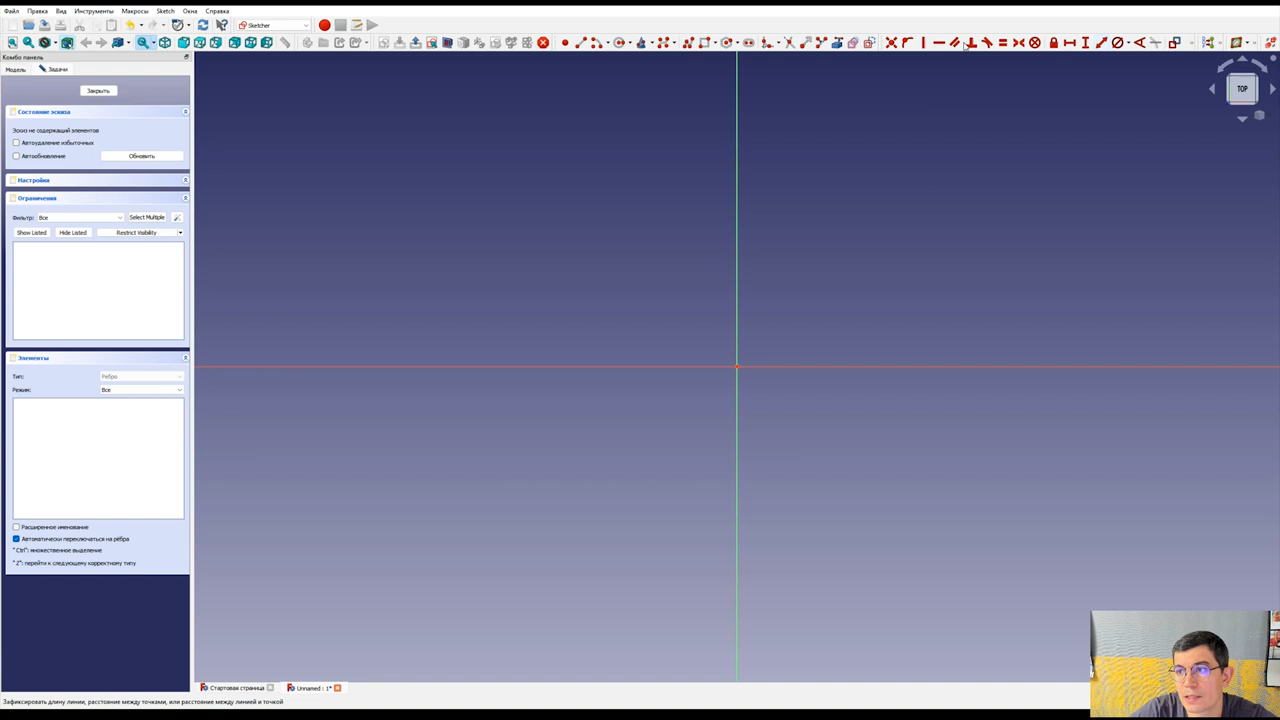 Файл Правка Вид Инструменты Макросы Sketch Окна Справка
Sketcher
Комбо панель
Модель Задачи
Закрыть
Состояние эскиза
Эскиз не содержащий элементов
Автоудаление избыточных
Автообновление Обновить
Настройки
Ограничения
Фильтр: Все Select Multiple
Show Listed Hide Listed Restrict Visibility
Элементы
Тип: Ребро
Режим: Все
Расширенное именование
Автоматически переключаться на рёбра
"Ctrl": множественное выделение
"Z": перейти к следующему корректному типу
TOP
Стартовая страница Unnamed : 1*
Зафиксировать длину линии, расстояние между точками, или расстояние между линией и точкой